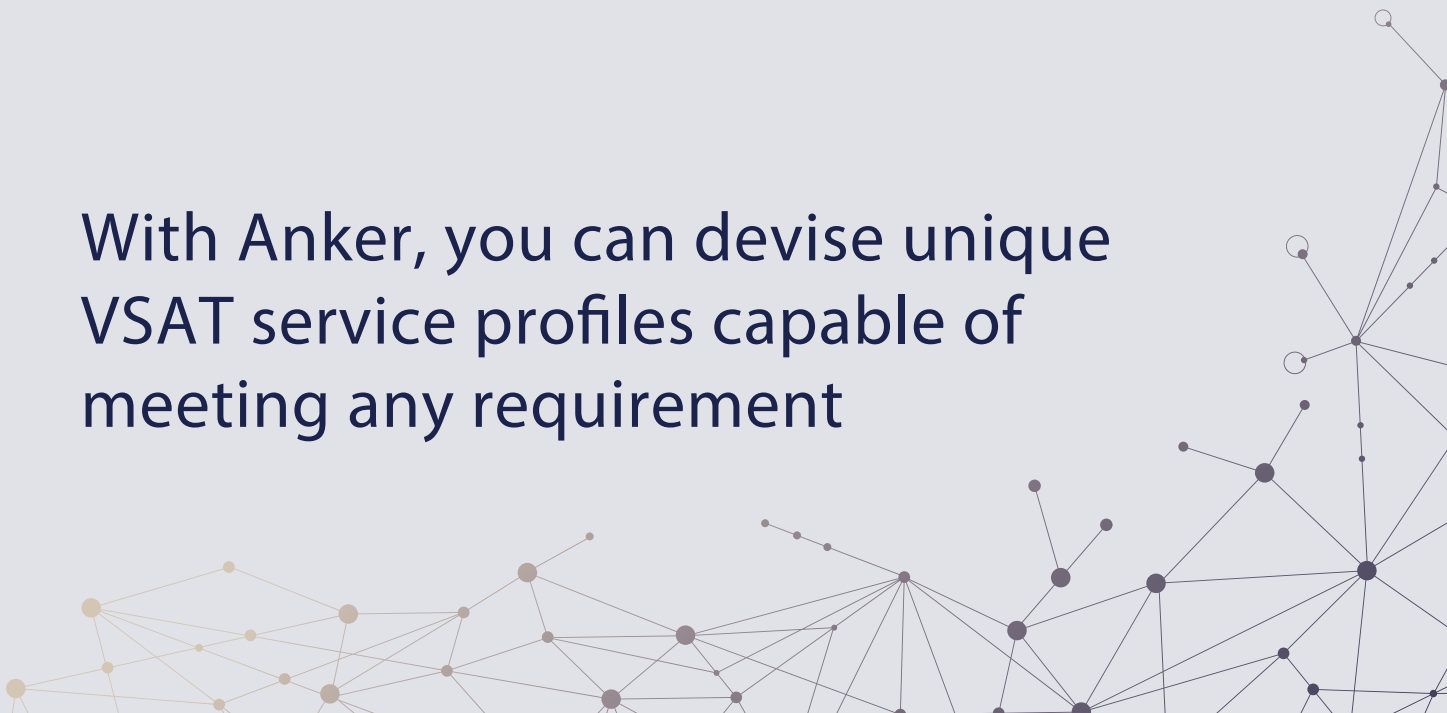 With Anker, you can devise unique
VSAT service profiles capable of
meeting any requirement